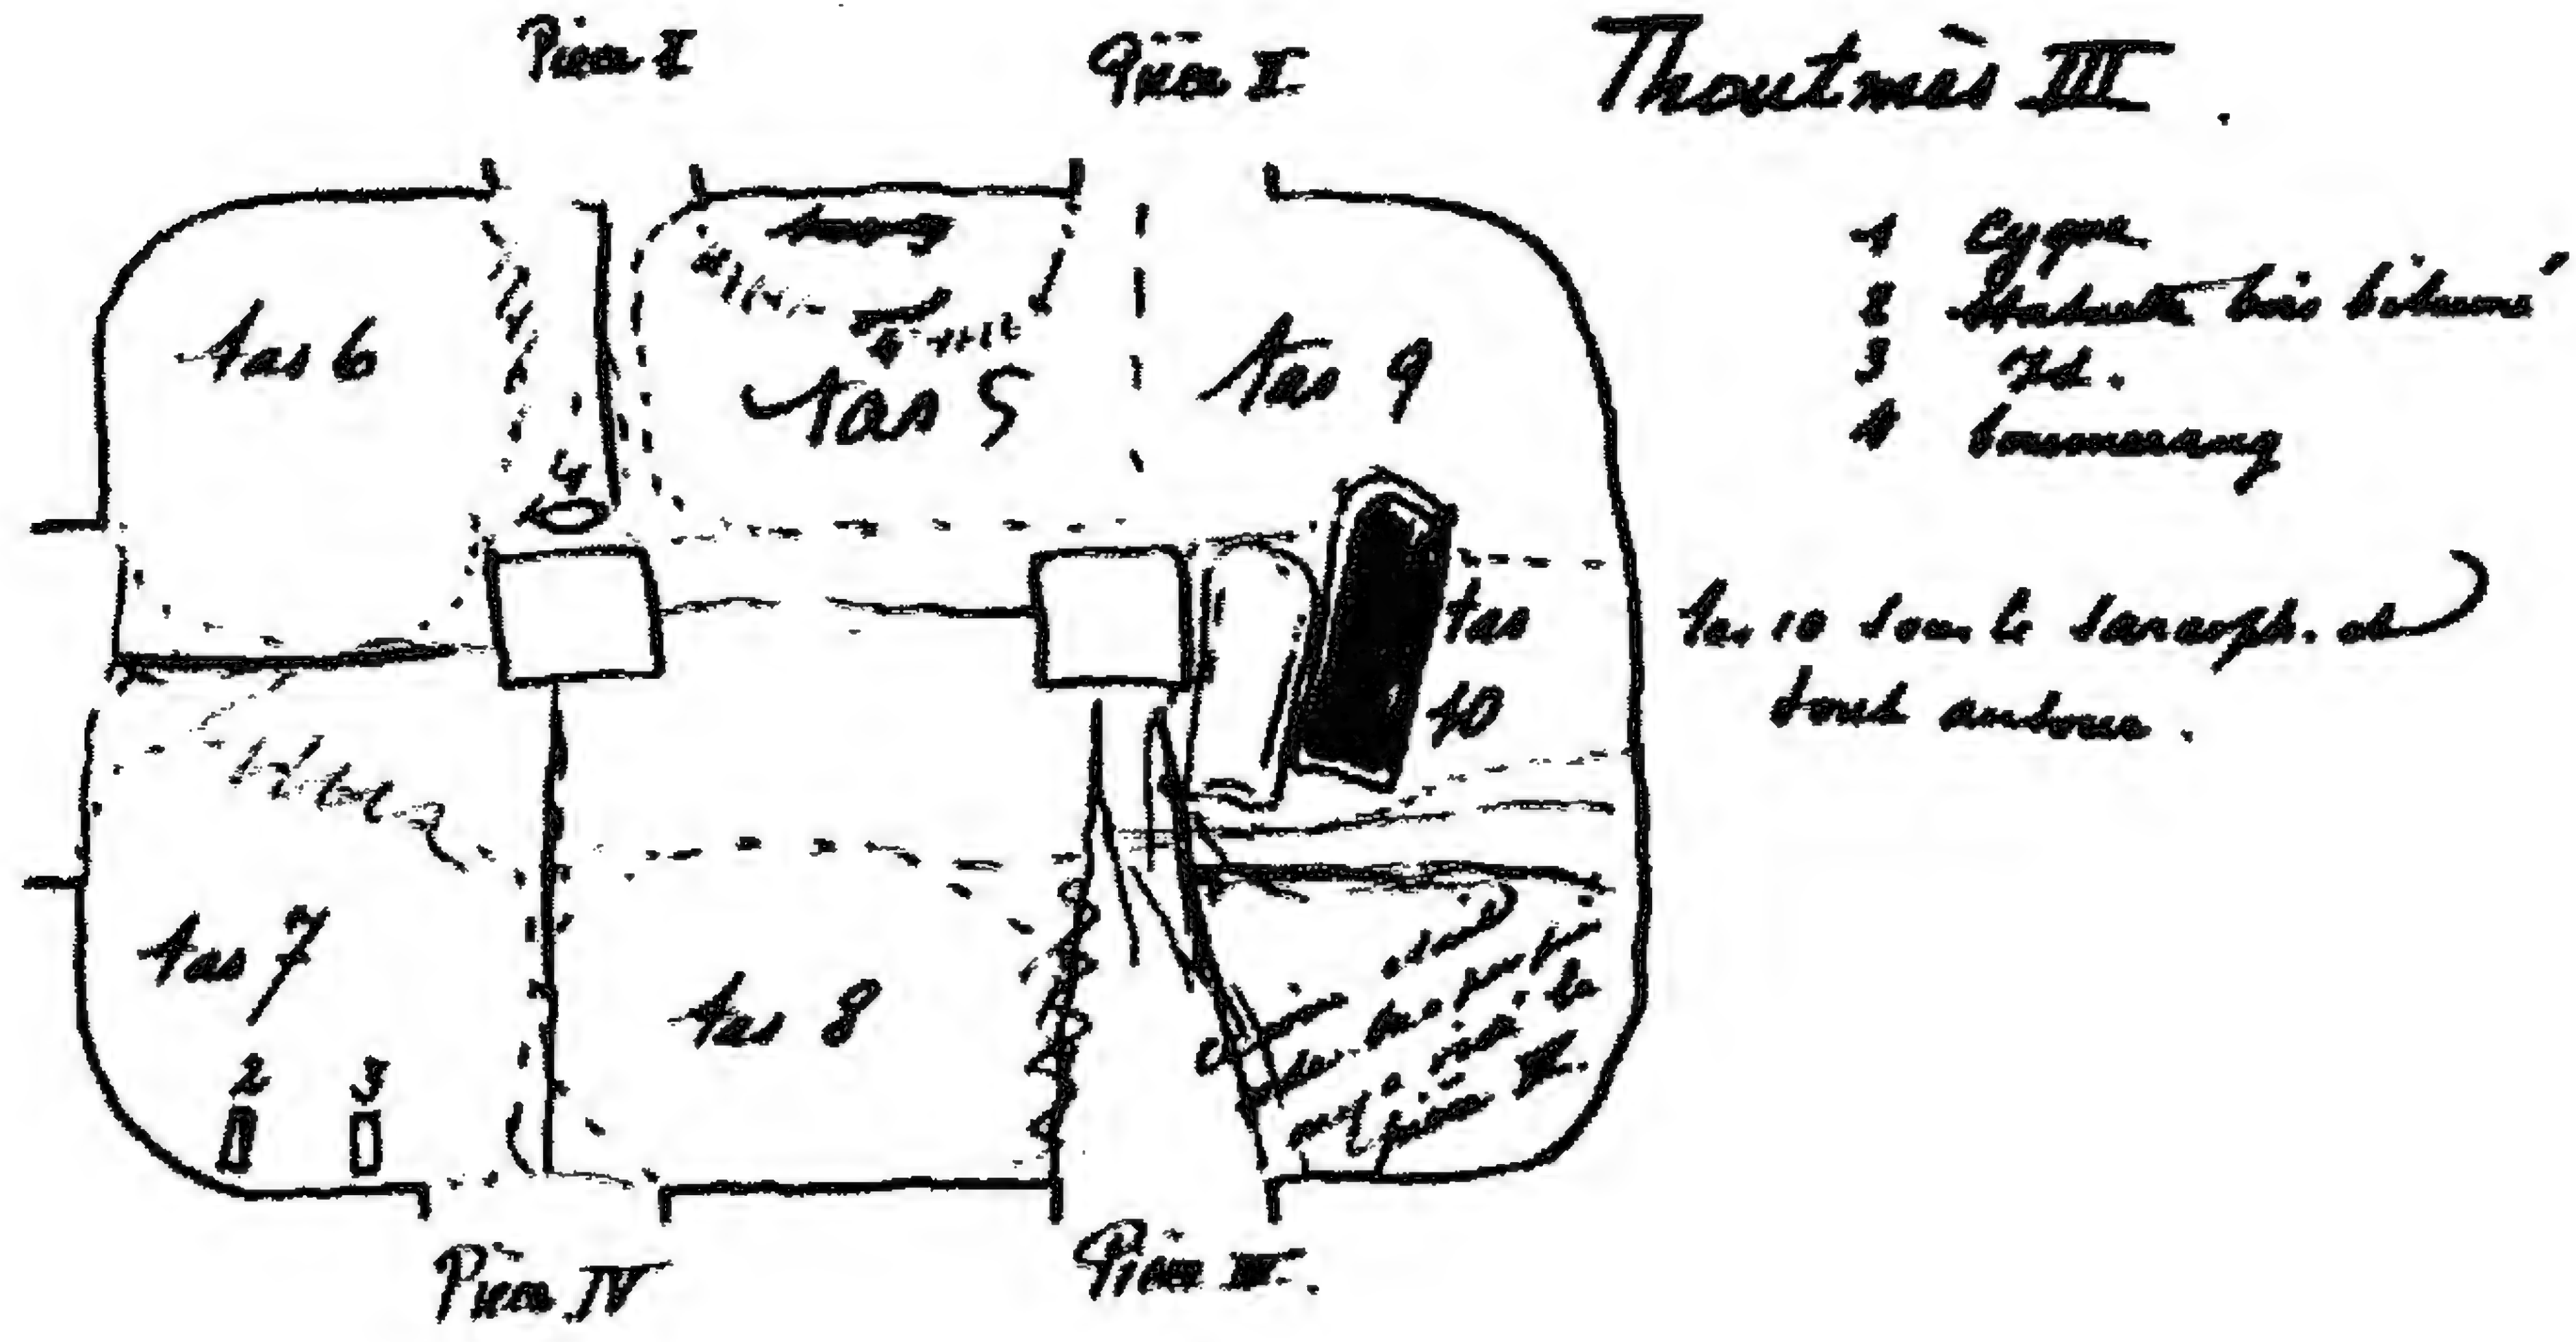 Pièce I
Pièce II
Thoutmès III.
1 Cygne
2 Statuette bois bitumé
3 Id.
4 boomerang
tas 6
tas 5
tas 9
4
tas
10
tas 10 sous le sarcoph. et
tout autour.
tas 7
tas 8
2 3
Pièce IV
Pièce